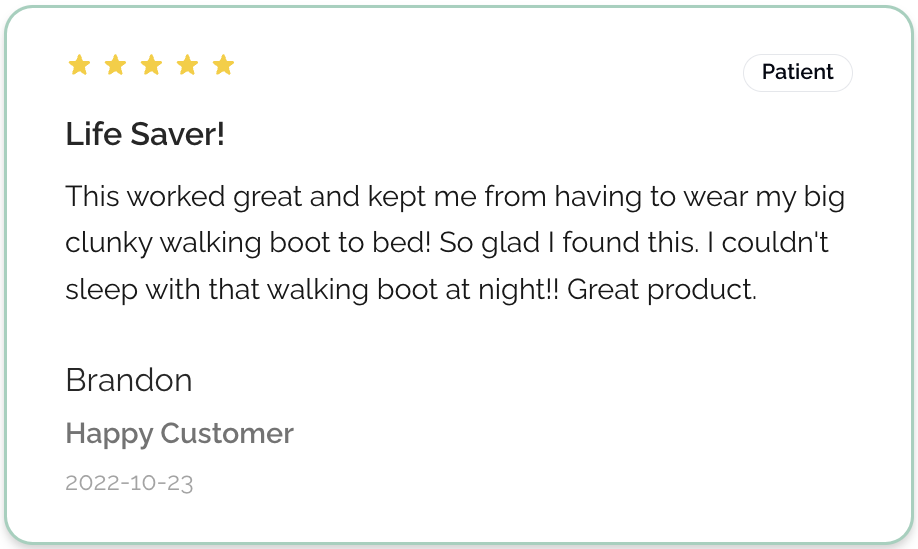 Patient
Life Saver!
This worked great and kept me from having to wear my big
clunky walking boot to bed! So glad I found this. I couldn't
sleep with that walking boot at night!! Great product.
Brandon
Happy Customer
2022-10-23